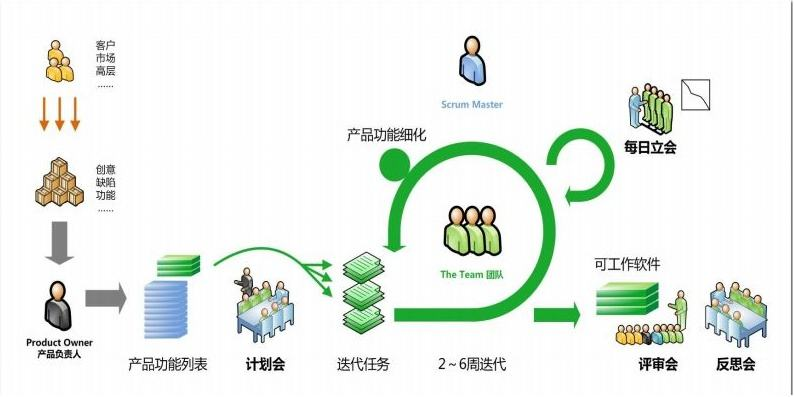 客户
市场
高层
......
Scrum Master
产品功能细化
每日立会
创意
缺陷
功能
......
The Team 团队
可工作软件
Product Owner
产品负责人
产品功能列表
计划会
迭代任务
2～6周迭代
评审会
反思会